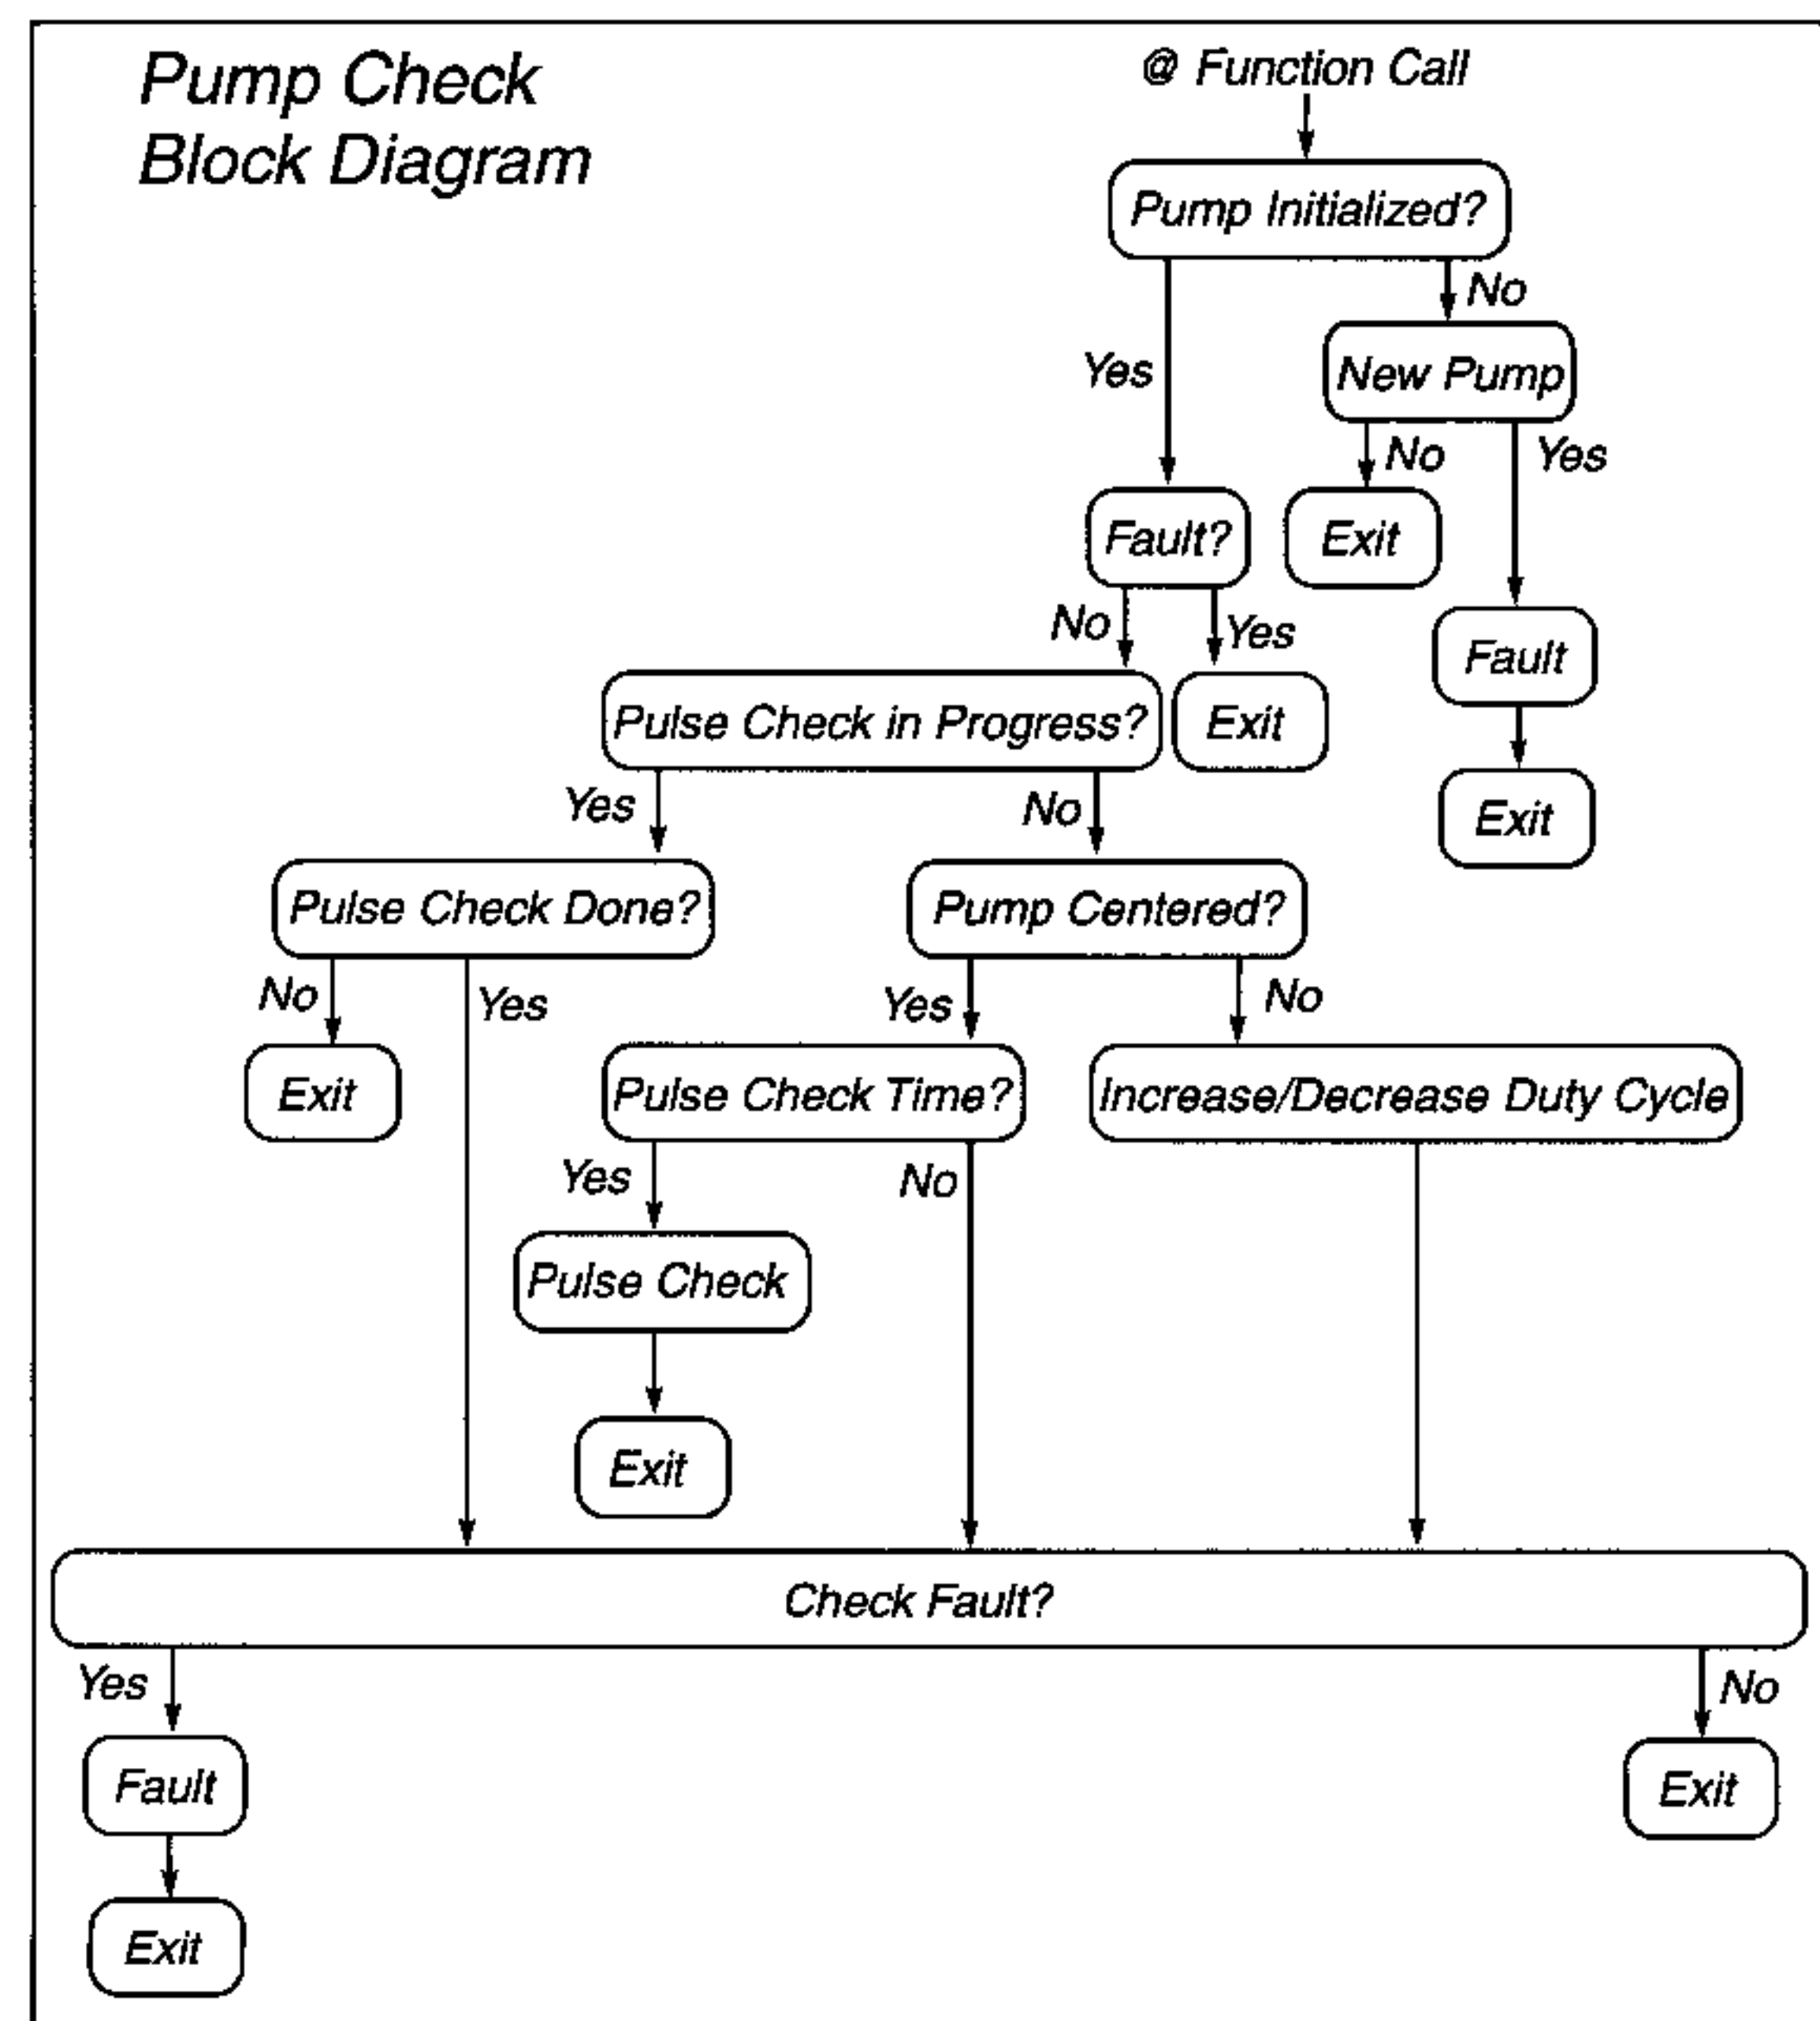 Pump Check
Block Diagram
@ Function Call
Pump Initialized?
No
Yes
New Pump
No
Yes
Fault?
Exit
No
Yes
Fault
Pulse Check in Progress?
Exit
Yes
No
Exit
Pulse Check Done?
Pump Centered?
No
Yes
Yes
No
Exit
Pulse Check Time?
Increase/Decrease Duty Cycle
Yes
No
Pulse Check
Exit
Check Fault?
Yes
No
Fault
Exit
Exit